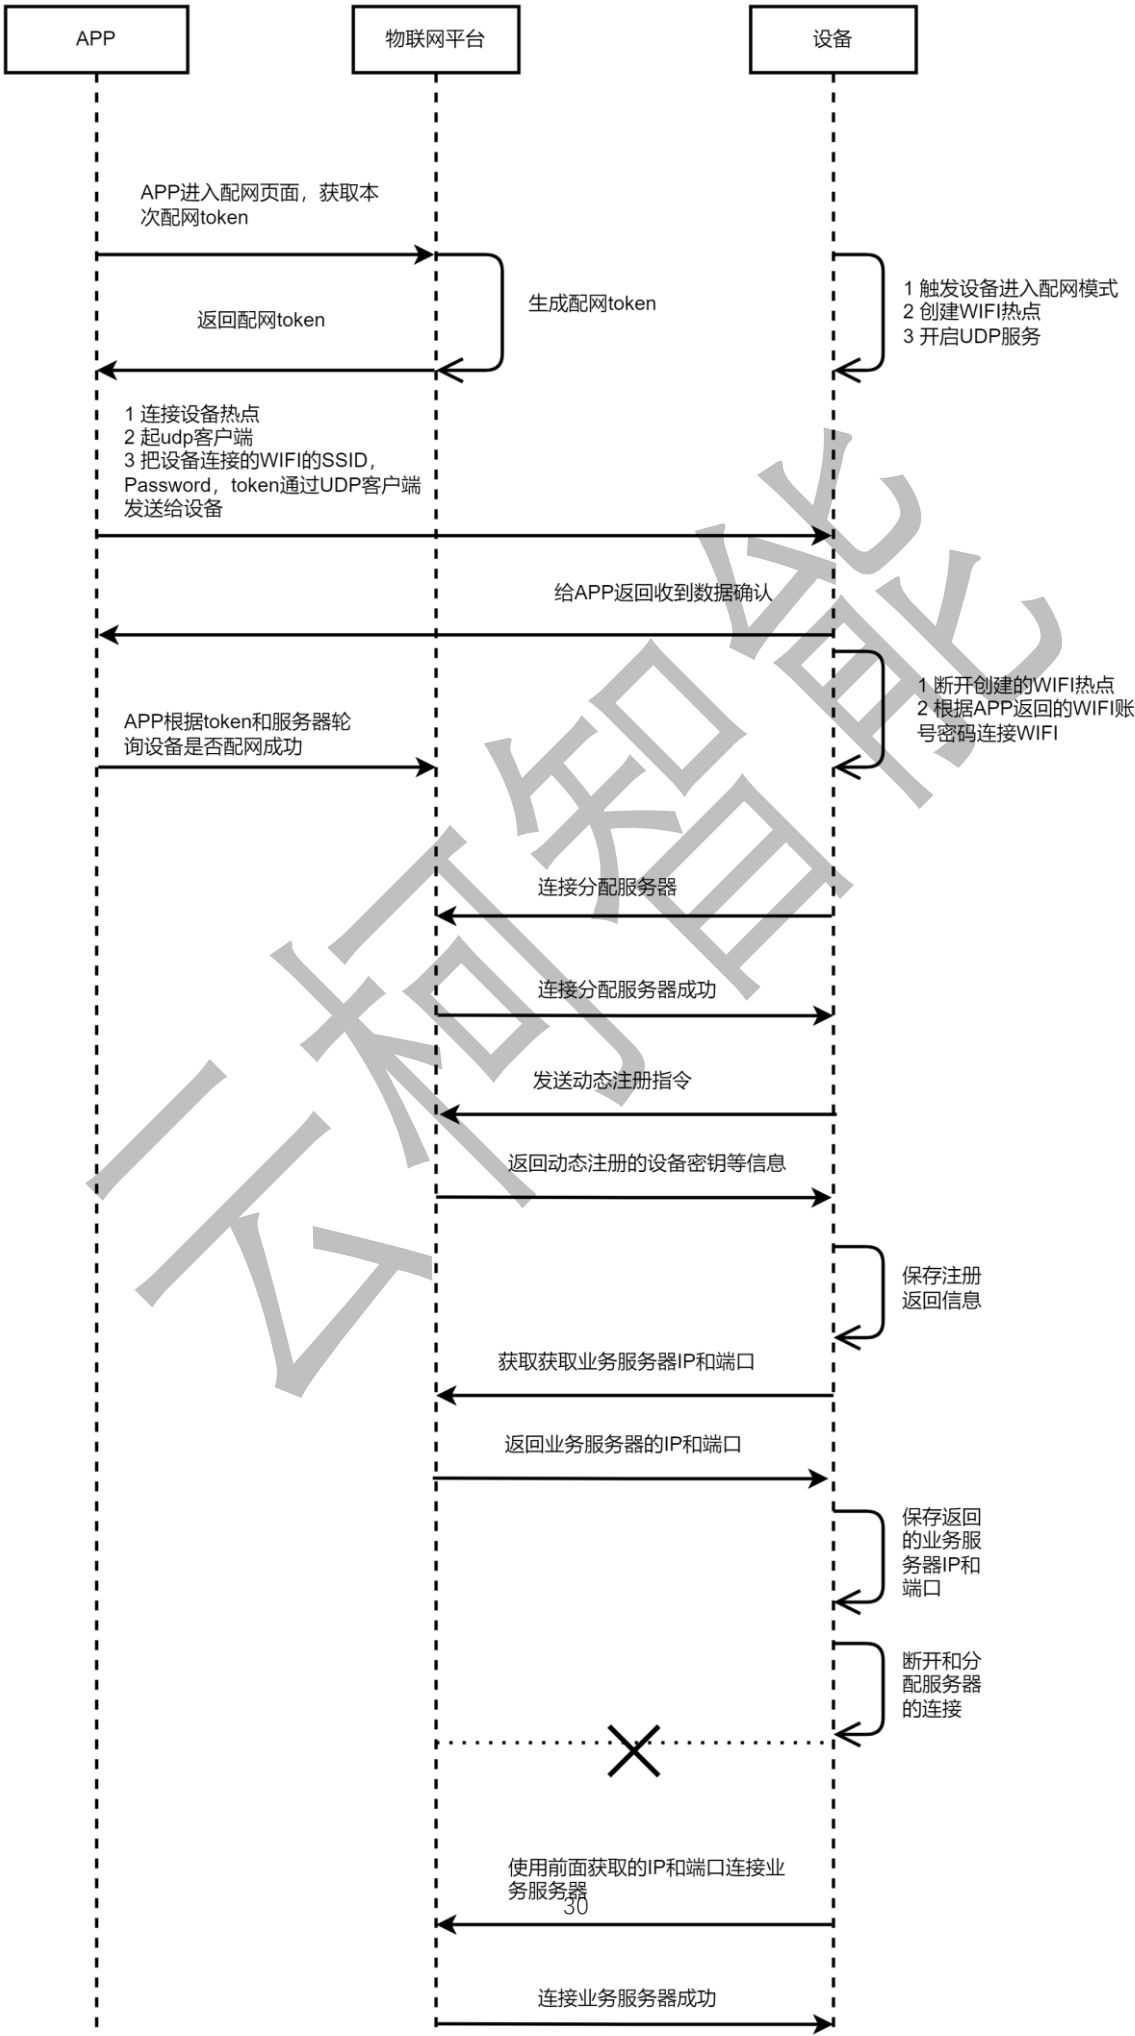 APP
物联网平台
设备
APP进入配网页面，获取本
次配网token
生成配网token
1 触发设备进入配网模式
2 创建WIFI热点
3 开启UDP服务
返回配网token
1 连接设备热点
2 起udp客户端
3 把设备连接的WIFI的SSID，
Password，token通过UDP客户端
发送给设备
给APP返回收到数据确认
1 断开创建的WIFI热点
2 根据APP返回的WIFI账
号密码连接WIFI
APP根据token和服务器轮
询设备是否配网成功
连接分配服务器
连接分配服务器成功
发送动态注册指令
返回动态注册的设备密钥等信息
保存注册
返回信息
获取获取业务服务器IP和端口
返回业务服务器的IP和端口
保存返回
的业务服
务器IP和
端口
断开和分
配服务器
的连接
使用前面获取的IP和端口连接业
务服务器
30
连接业务服务器成功
云柯智能